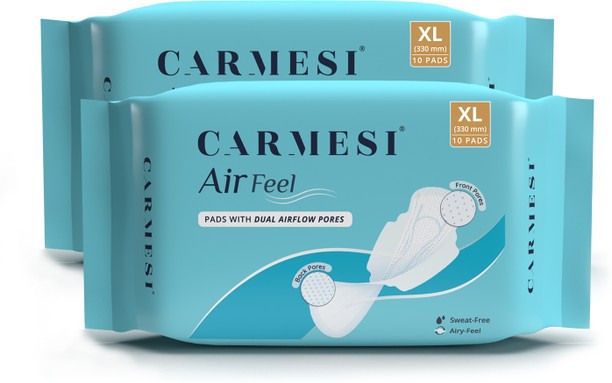 CARMESI®
XL
(330 mm)
10 PADS
CARMESI®
Air Feel
PADS WITH DUAL AIRFLOW PORES
XL
(330 mm)
10 PADS
Front Pores
Back Pores
Sweat-Free
Airy-Feel
CARMESI
CARMESI